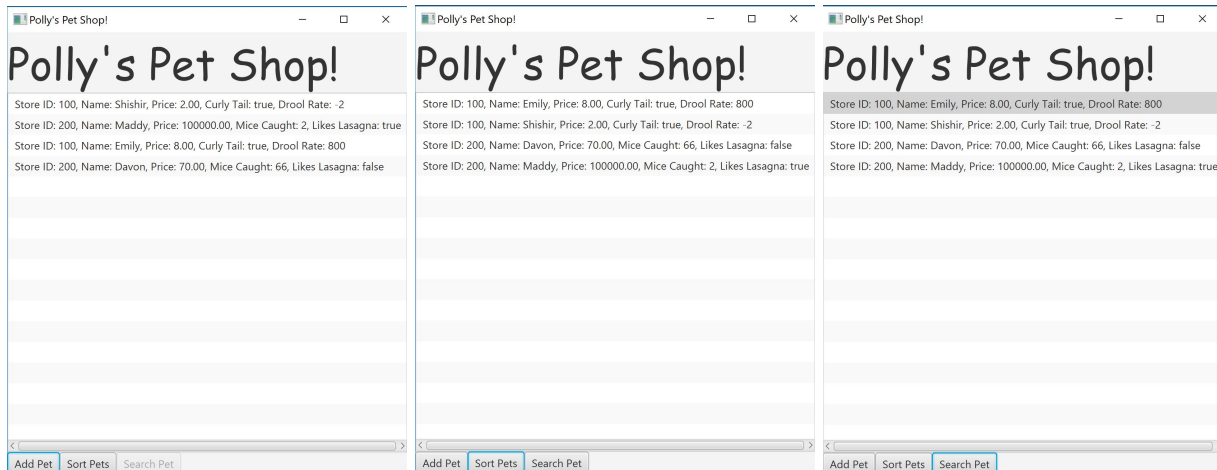 Polly's Pet Shop!
Polly's Pet Shop!
Store ID: 100, Name: Shishir, Price: 2.00, Curly Tail: true, Drool Rate: -2
Store ID: 200, Name: Maddy, Price: 100000.00, Mice Caught: 2, Likes Lasagna: true
Store ID: 100, Name: Emily, Price: 8.00, Curly Tail: true, Drool Rate: 800
Store ID: 200, Name: Davon, Price: 70.00, Mice Caught: 66, Likes Lasagna: false
Add Pet Sort Pets Search Pet
Polly's Pet Shop!
Polly's Pet Shop!
Store ID: 100, Name: Emily, Price: 8.00, Curly Tail: true, Drool Rate: 800
Store ID: 100, Name: Shishir, Price: 2.00, Curly Tail: true, Drool Rate: -2
Store ID: 200, Name: Davon, Price: 70.00, Mice Caught: 66, Likes Lasagna: false
Store ID: 200, Name: Maddy, Price: 100000.00, Mice Caught: 2, Likes Lasagna: true
Add Pet Sort Pets Search Pet
Polly's Pet Shop!
Polly's Pet Shop!
Store ID: 100, Name: Emily, Price: 8.00, Curly Tail: true, Drool Rate: 800
Store ID: 100, Name: Shishir, Price: 2.00, Curly Tail: true, Drool Rate: -2
Store ID: 200, Name: Davon, Price: 70.00, Mice Caught: 66, Likes Lasagna: false
Store ID: 200, Name: Maddy, Price: 100000.00, Mice Caught: 2, Likes Lasagna: true
Add Pet Sort Pets Search Pet